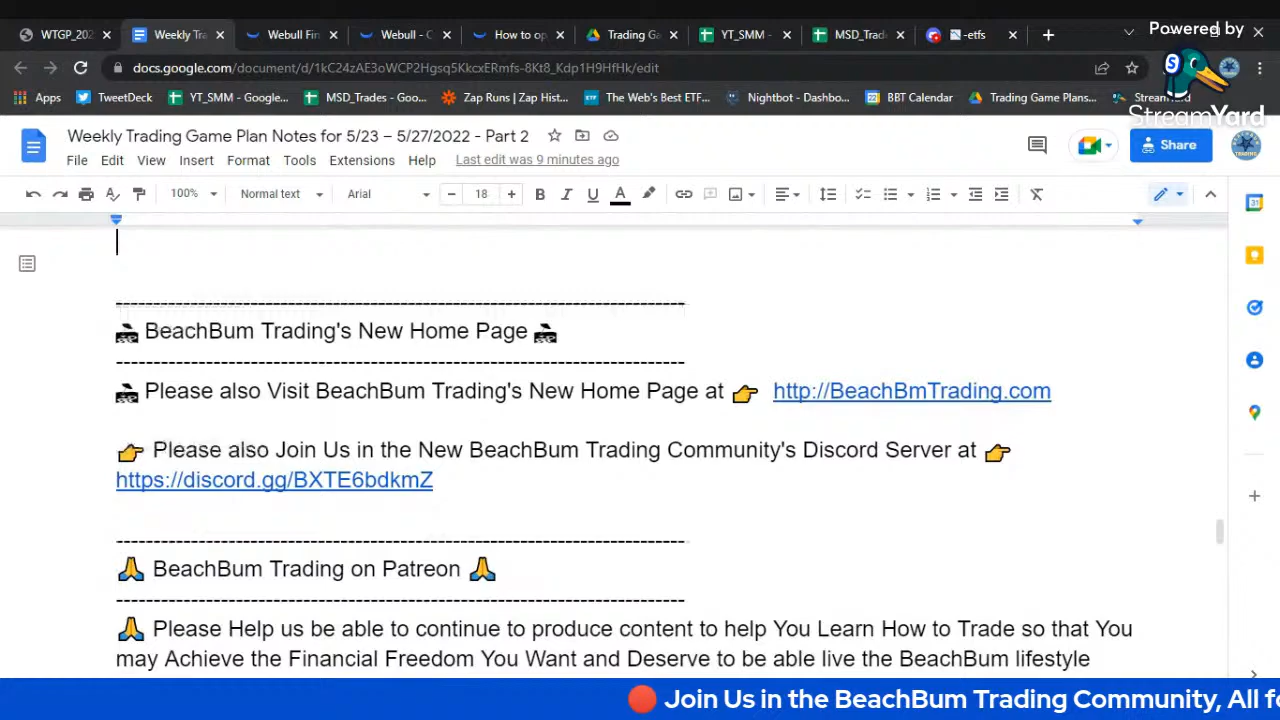 WTGP_202
Weekly Tra
Webull Fin
Webull - C
How to op
Trading Ga
YT_SMM -
MSD_Trade
-etfs
Powered by
docs.google.com/document/d/1kC24zAE3oWCP2Hgsq5KRcxERmfs-8Kt8_Kdp1H9HfHk/edit
Apps
TweetDeck
YT_SMM - Google...
MSD_Trades - Goo...
Zap Runs | Zap Hist...
The Web's Best ETF...
Nightbot - Dashbo...
BBT Calendar
Trading Game Plans...
StreamYard
StreamYard
Weekly Trading Game Plan Notes for 5/23 – 5/27/2022 - Part 2
File Edit View Insert Format Tools Extensions Help Last edit was 9 minutes ago
Share
100% Normal text Arial 18
BeachBum Trading's New Home Page
Please also Visit BeachBum Trading's New Home Page at 👉 http://BeachBmTrading.com
👉 Please also Join Us in the New BeachBum Trading Community's Discord Server at 👉
https://discord.gg/BXTE6bdkmZ
🙏 BeachBum Trading on Patreon 🙏
🙏 Please Help us be able to continue to produce content to help You Learn How to Trade so that You
may Achieve the Financial Freedom You Want and Deserve to be able live the BeachBum lifestyle
🔴 Join Us in the BeachBum Trading Community, All fo